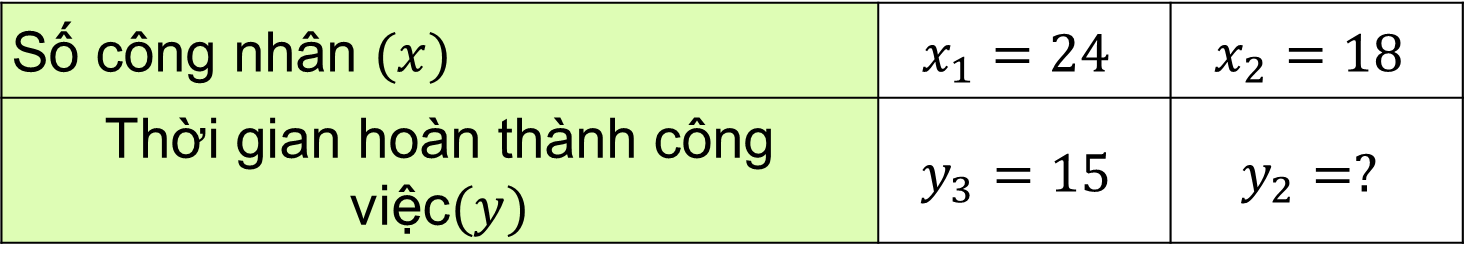 Số công nhân (𝑥) 𝑥₁ = 24 𝑥₂ = 18
Thời gian hoàn thành công
việc(𝑦) 𝑦₃ = 15 𝑦₂ =?